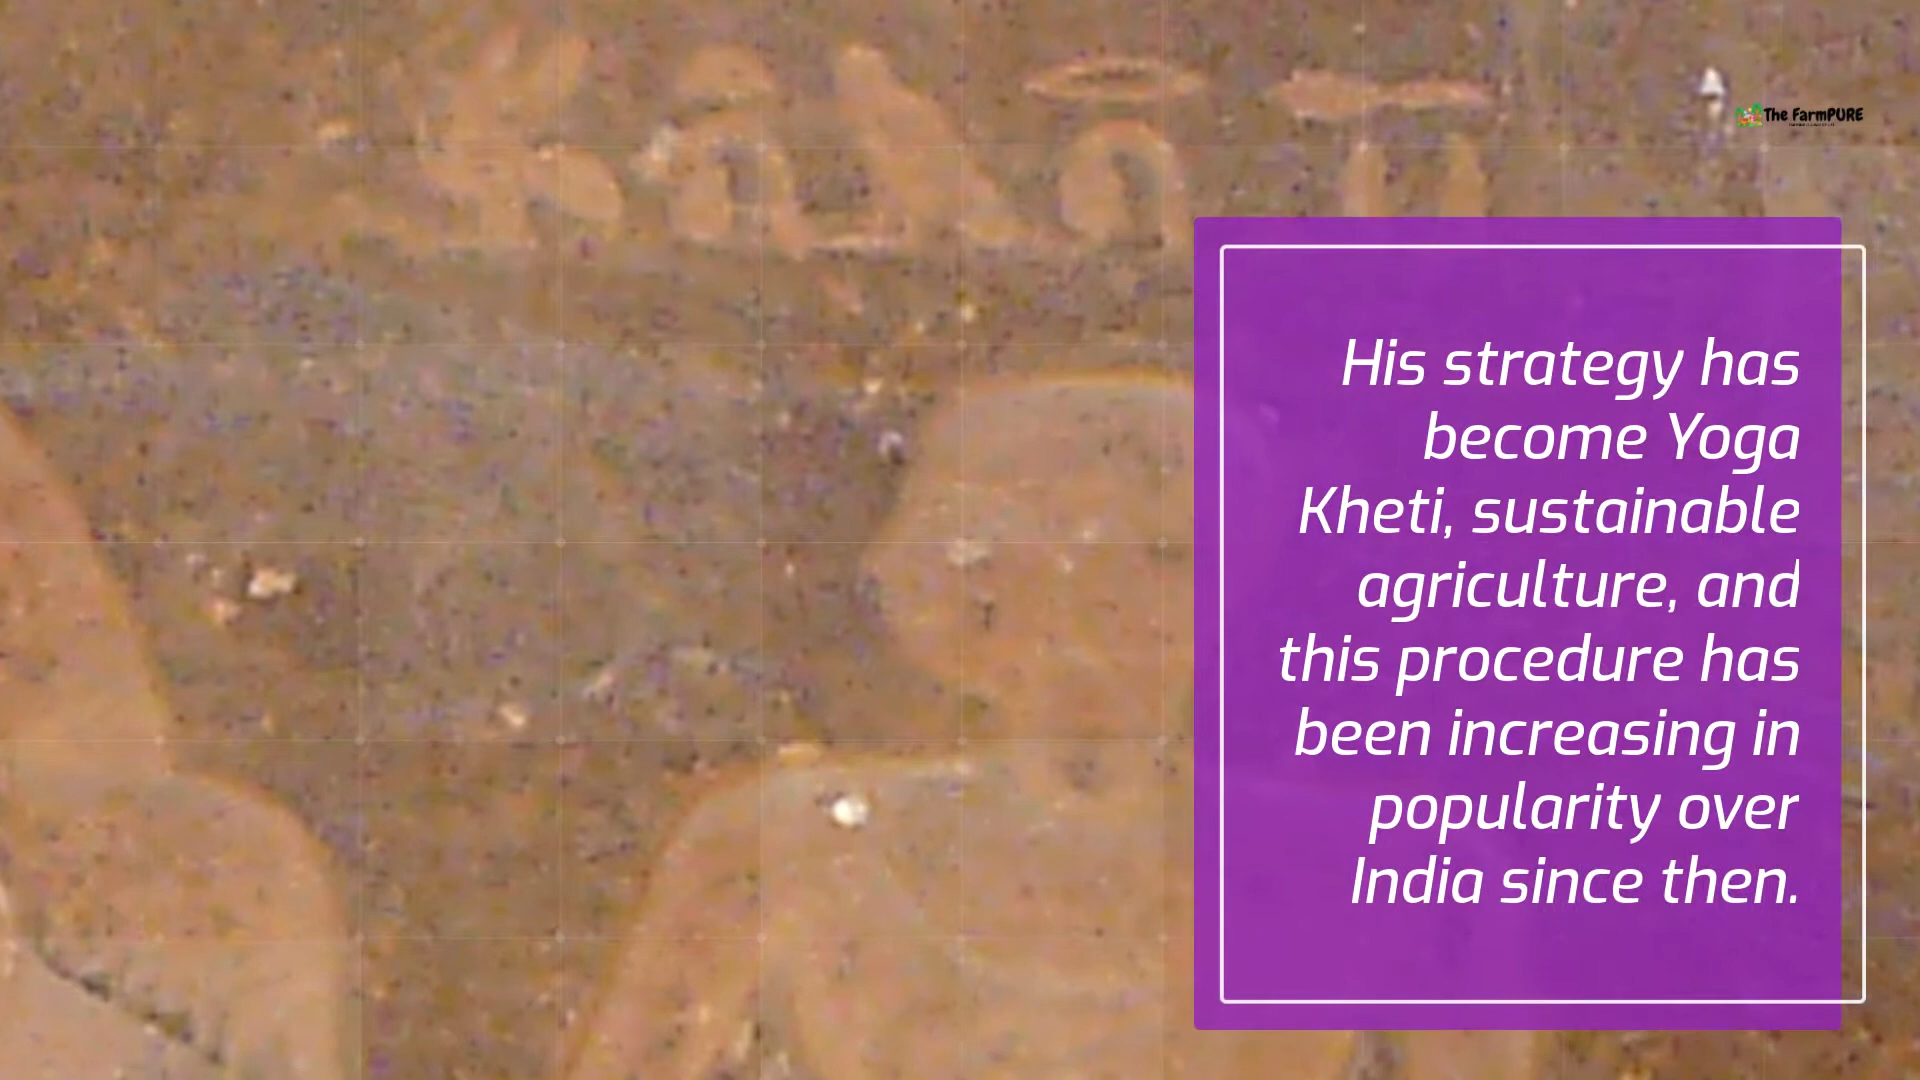 The FarmPURE
His strategy has
become Yoga
Kheti, sustainable
agriculture, and
this procedure has
been increasing in
popularity over
India since then.